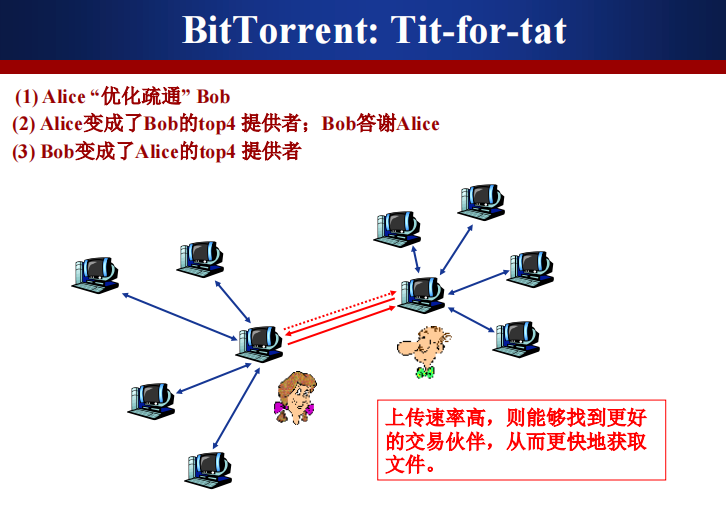 BitTorrent: Tit-for-tat
(1) Alice “优化疏通” Bob
(2) Alice变成了Bob的top4 提供者；Bob答谢Alice
(3) Bob变成了Alice的top4 提供者
上传速率高，则能够找到更好
的交易伙伴，从而更快地获取
文件。